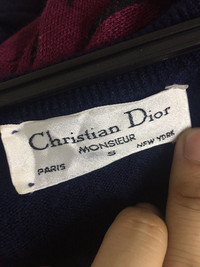 Christian Dior
MONSIEUR
PARIS S NEW YORK